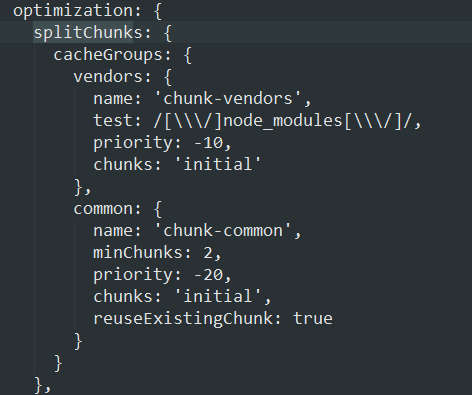 optimization: {
  splitChunks: {
    cacheGroups: {
      vendors: {
        name: 'chunk-vendors',
        test: /[\\\/]node_modules[\\\/]/,
        priority: -10,
        chunks: 'initial'
      },
      common: {
        name: 'chunk-common',
        minChunks: 2,
        priority: -20,
        chunks: 'initial',
        reuseExistingChunk: true
      }
    }
  },